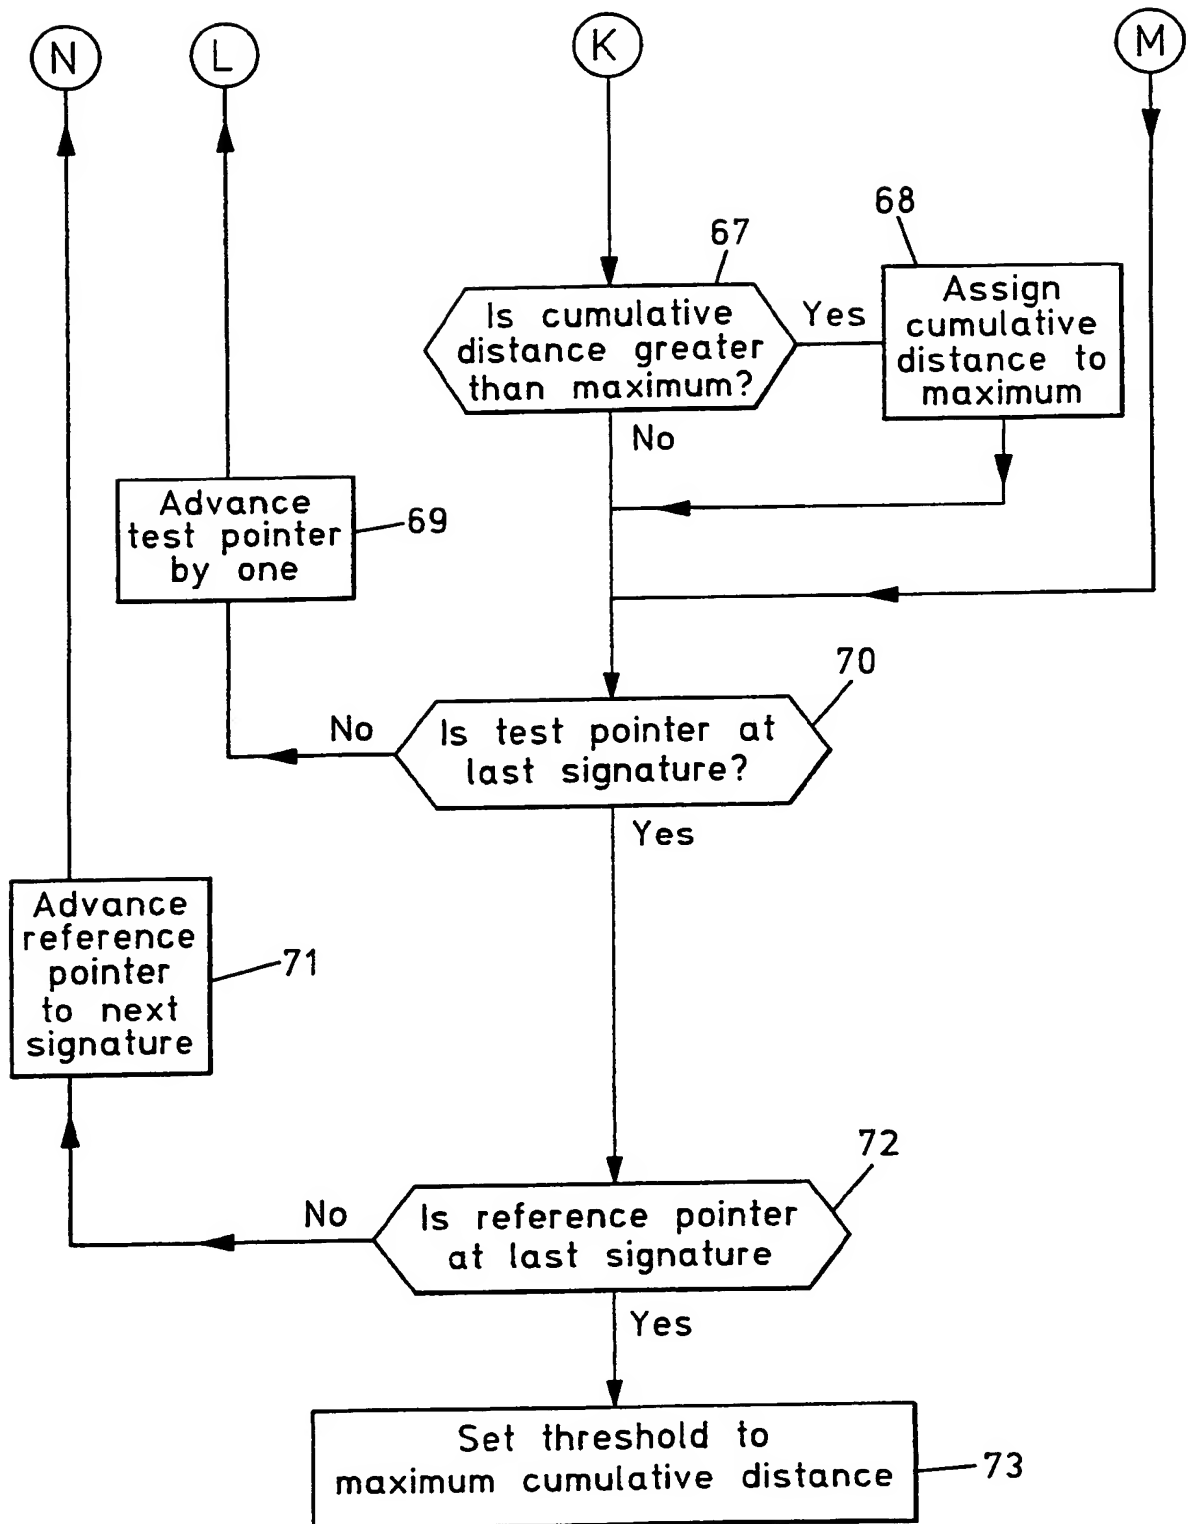 N
L
K
M
67
68
Is cumulative
distance greater
than maximum?
Yes
Assign
cumulative
distance to
maximum
No
Advance
test pointer
by one
69
70
No
Is test pointer at
last signature?
Yes
Advance
reference
pointer
to next
signature
71
72
No
Is reference pointer
at last signature
Yes
Set threshold to
maximum cumulative distance
73